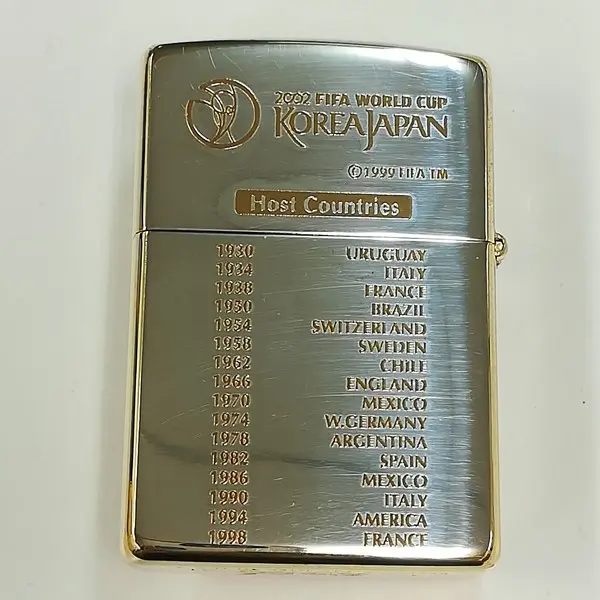 2002 FIFA WORLD CUP
KOREAJAPAN
© 1999 FIFA TM
Host Countries
1930 URUGUAY
1934 ITALY
1938 FRANCE
1950 BRAZIL
1954 SWITZERLAND
1958 SWEDEN
1962 CHILE
1966 ENGLAND
1970 MEXICO
1974 W.GERMANY
1978 ARGENTINA
1982 SPAIN
1986 MEXICO
1990 ITALY
1994 AMERICA
1998 FRANCE